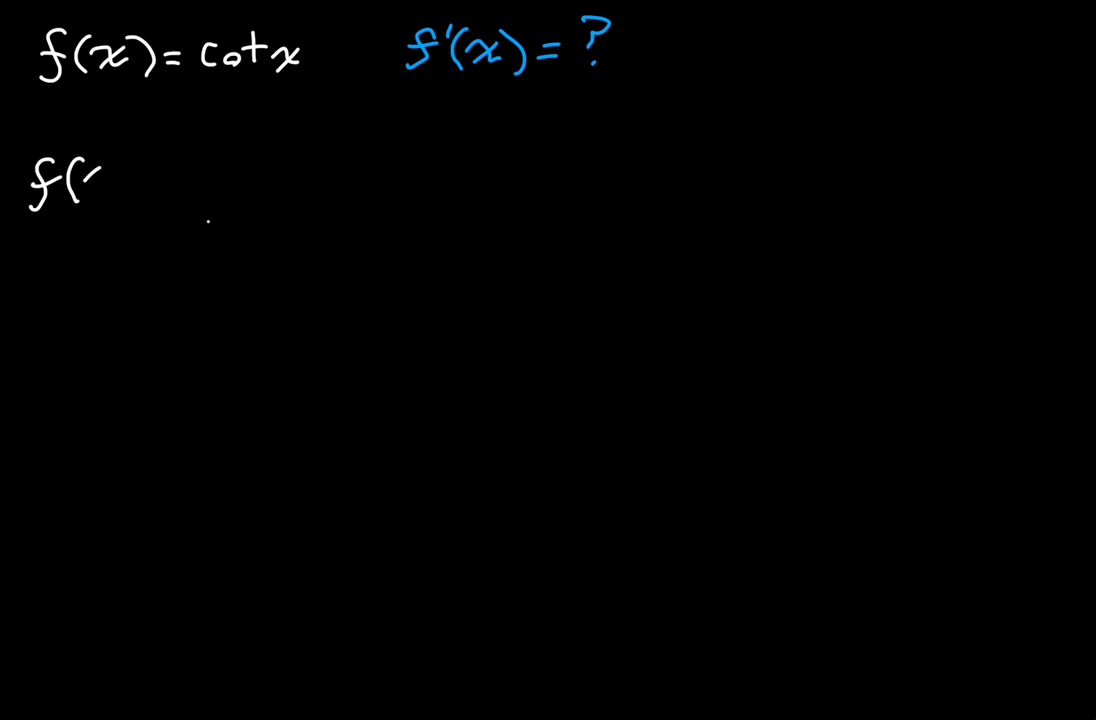 f(x) = cot x f'(x) = ?
f(